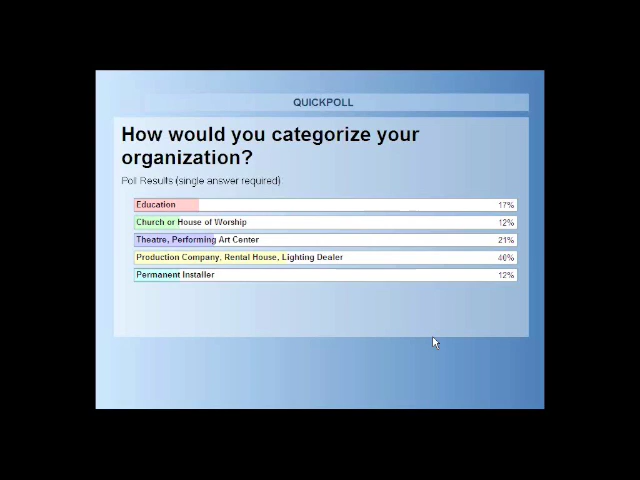 QUICKPOLL
How would you categorize your
organization?
Poll Results (single answer required)
Education 17%
Church or House of Worship 12%
Theatre, Performing Art Center 21%
Production Company, Rental House, Lighting Dealer 40%
Permanent Installer 12%